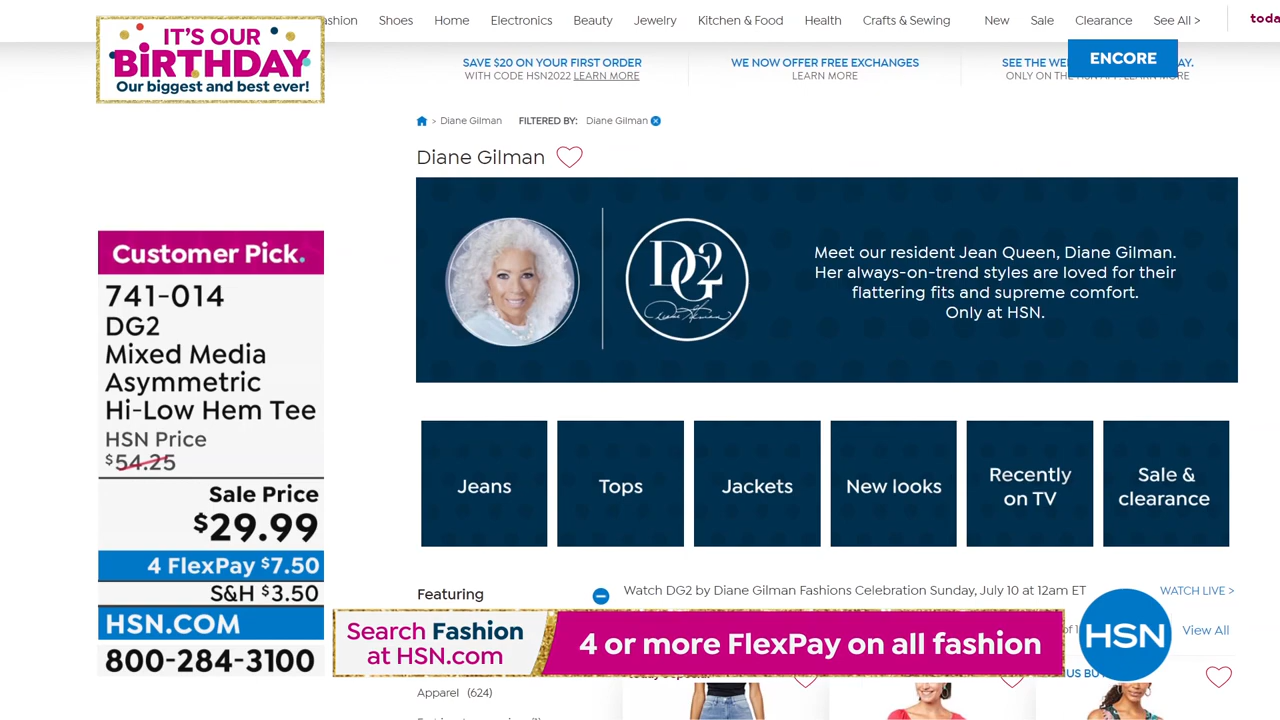 ashion Shoes Home Electronics Beauty Jewelry Kitchen & Food Health Crafts & Sewing New Sale Clearance See All > toda
IT'S OUR
BIRTHDAY
Our biggest and best ever!
SAVE $20 ON YOUR FIRST ORDER
WITH CODE HSN2022 LEARN MORE
WE NOW OFFER FREE EXCHANGES
LEARN MORE
ENCORE
SEE THE WE AY.
ONLY ON THE HSN APP. LEARN MORE
> Diane Gilman FILTERED BY: Diane Gilman
Diane Gilman
DG2
Diane Gilman
Meet our resident Jean Queen, Diane Gilman.
Her always-on-trend styles are loved for their
flattering fits and supreme comfort.
Only at HSN.
Customer Pick.
741-014
DG2
Mixed Media
Asymmetric
Hi-Low Hem Tee
HSN Price
$54.25
Sale Price
$29.99
4 FlexPay $7.50
S&H $3.50
HSN.COM
800-284-3100
Jeans
Tops
Jackets
New looks
Recently
on TV
Sale &
clearance
Featuring
Watch DG2 by Diane Gilman Fashions Celebration Sunday, July 10 at 12am ET WATCH LIVE >
Search Fashion
at HSN.com
4 or more FlexPay on all fashion
HSN
of 1
View All
Apparel (624)